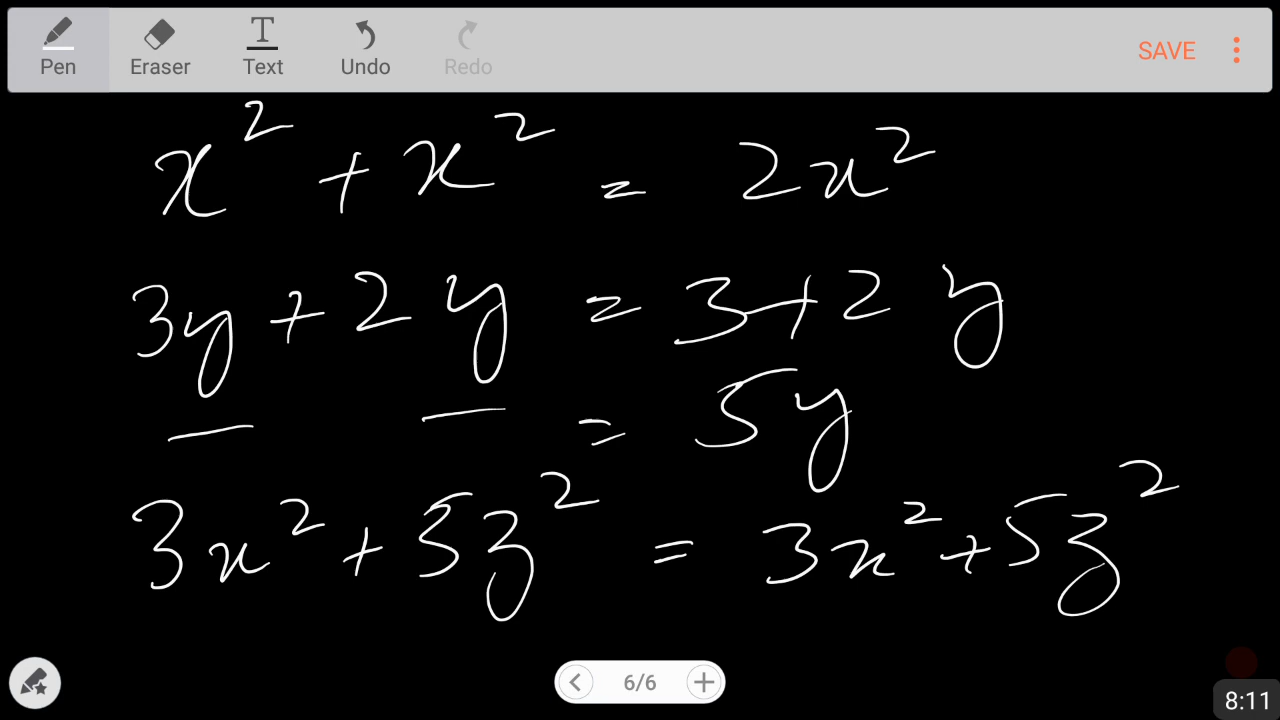 Pen Eraser Text Undo Redo SAVE
x² + x² = 2x²
3y + 2y = 3+2 y
= 5y
3x² + 5z² = 3x² + 5z²
6/6
8:11